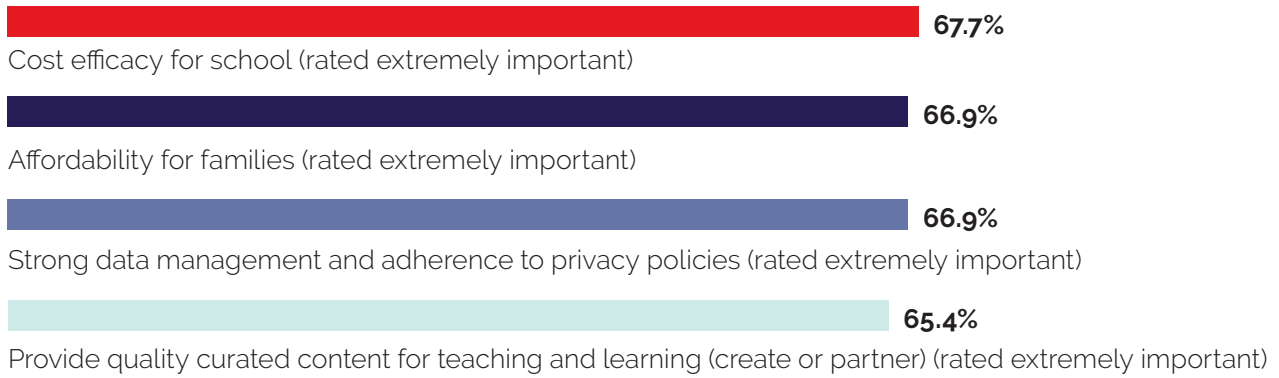 67.7%
Cost efficacy for school (rated extremely important)
66.9%
Affordability for families (rated extremely important)
66.9%
Strong data management and adherence to privacy policies (rated extremely important)
65.4%
Provide quality curated content for teaching and learning (create or partner) (rated extremely important)